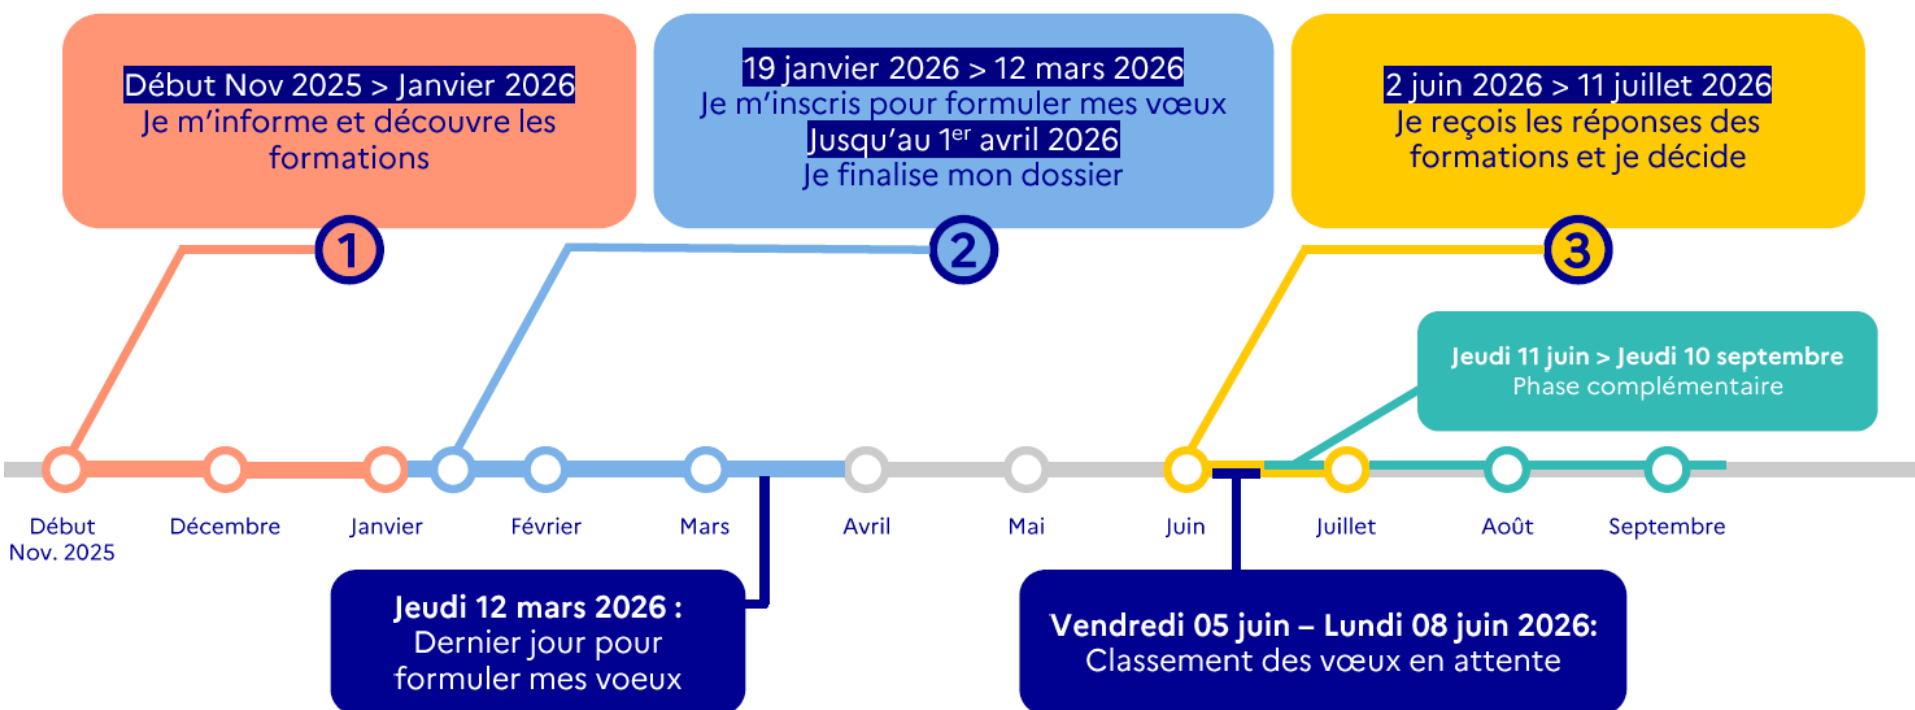 Début Nov 2025 > Janvier 2026
Je m’informe et découvre les
formations
1
19 janvier 2026 > 12 mars 2026
Je m’inscris pour formuler mes vœux
Jusqu’au 1er avril 2026
Je finalise mon dossier
2
2 juin 2026 > 11 juillet 2026
Je reçois les réponses des
formations et je décide
3
Jeudi 11 juin > Jeudi 10 septembre
Phase complémentaire
Début
Nov. 2025
Décembre
Janvier
Février
Mars
Avril
Mai
Juin
Juillet
Août
Septembre
Jeudi 12 mars 2026 :
Dernier jour pour
formuler mes voeux
Vendredi 05 juin – Lundi 08 juin 2026:
Classement des vœux en attente